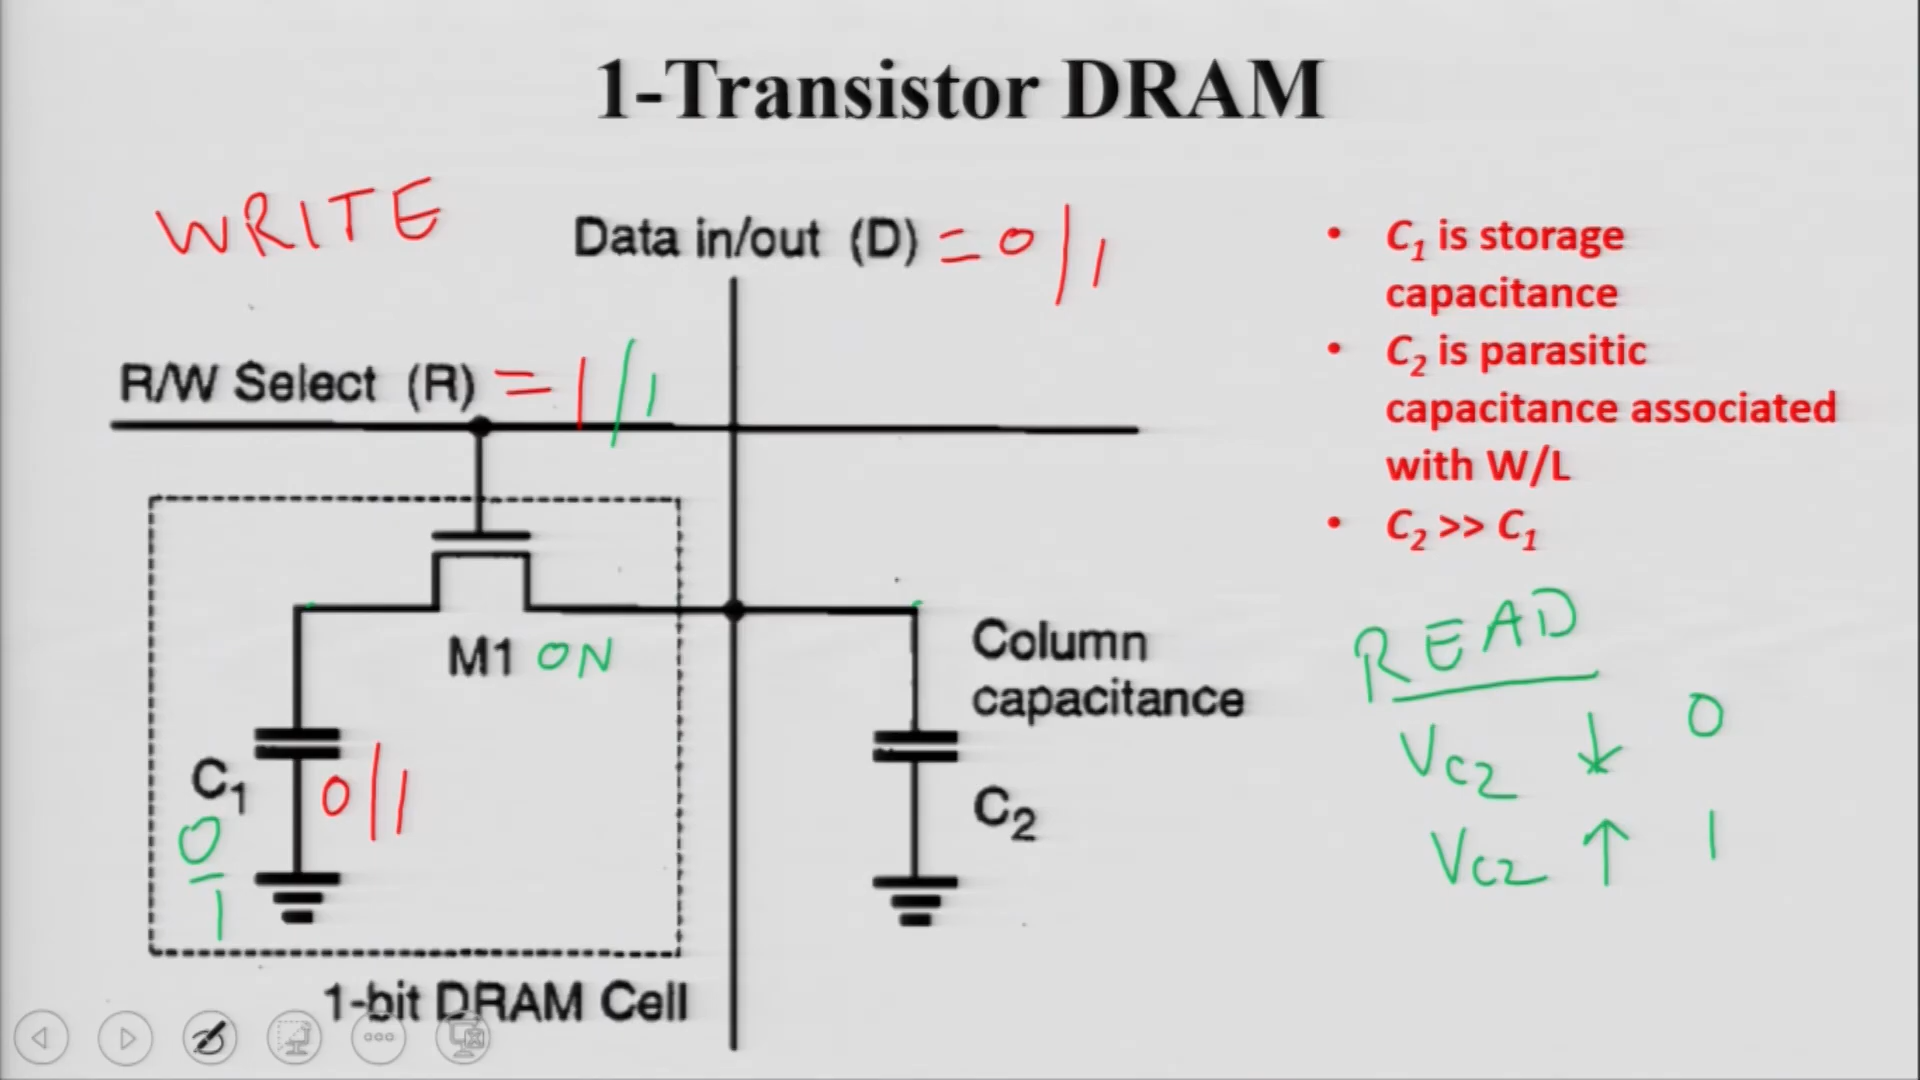 1-Transistor DRAM
WRITE
Data in/out (D) = 0/1
R/W Select (R) = 1/1
M1 ON
C1 0/1
0
1
1-bit DRAM Cell
Column
capacitance
C2
• C1 is storage
capacitance
• C2 is parasitic
capacitance associated
with W/L
• C2 >> C1
READ
VC2 ↓ 0
VC2 ↑ 1